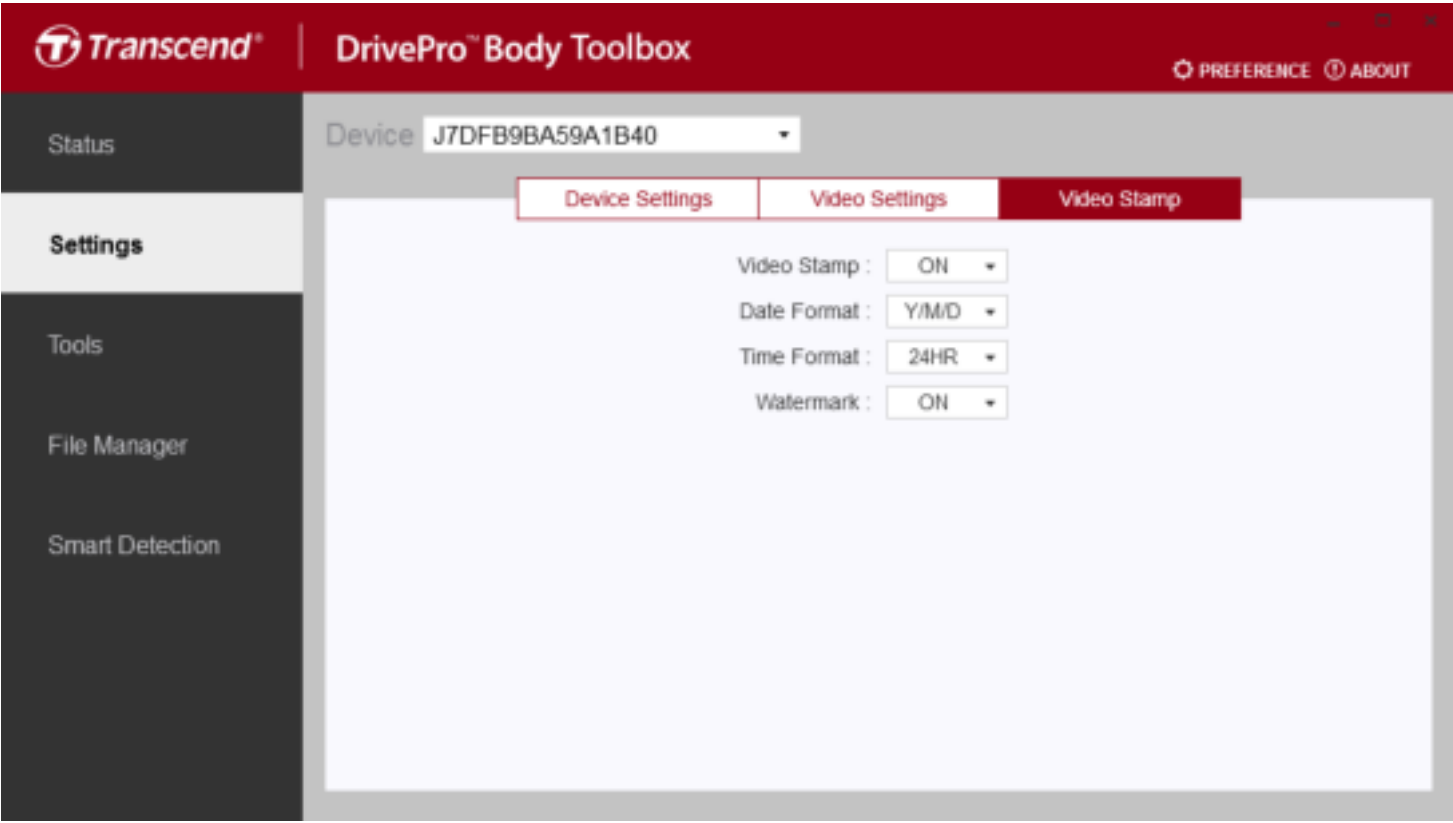 Transcend® DrivePro™ Body Toolbox
PREFERENCE ABOUT
Status
Settings
Tools
File Manager
Smart Detection
Device J7DFB9BA59A1B40
Device Settings Video Settings Video Stamp
Video Stamp : ON
Date Format : Y/M/D
Time Format : 24HR
Watermark : ON